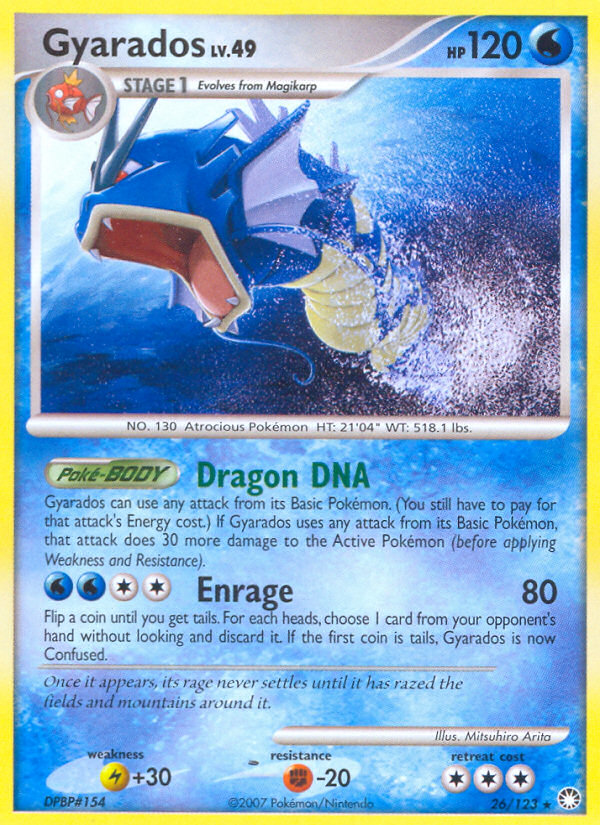 Gyarados LV.49 HP 120
STAGE 1 Evolves from Magikarp
NO. 130 Atrocious Pokémon HT: 21'04" WT: 518.1 lbs.
Poké-BODY Dragon DNA
Gyarados can use any attack from its Basic Pokémon. (You still have to pay for
that attack's Energy cost.) If Gyarados uses any attack from its Basic Pokémon,
that attack does 30 more damage to the Active Pokémon (before applying
Weakness and Resistance).
Enrage 80
Flip a coin until you get tails. For each heads, choose 1 card from your opponent's
hand without looking and discard it. If the first coin is tails, Gyarados is now
Confused.
Once it appears, its rage never settles until it has razed the
fields and mountains around it.
Illus. Mitsuhiro Arita
weakness resistance retreat cost
+30 -20
DPBP#154 ©2007 Pokémon/Nintendo 26/123 ★